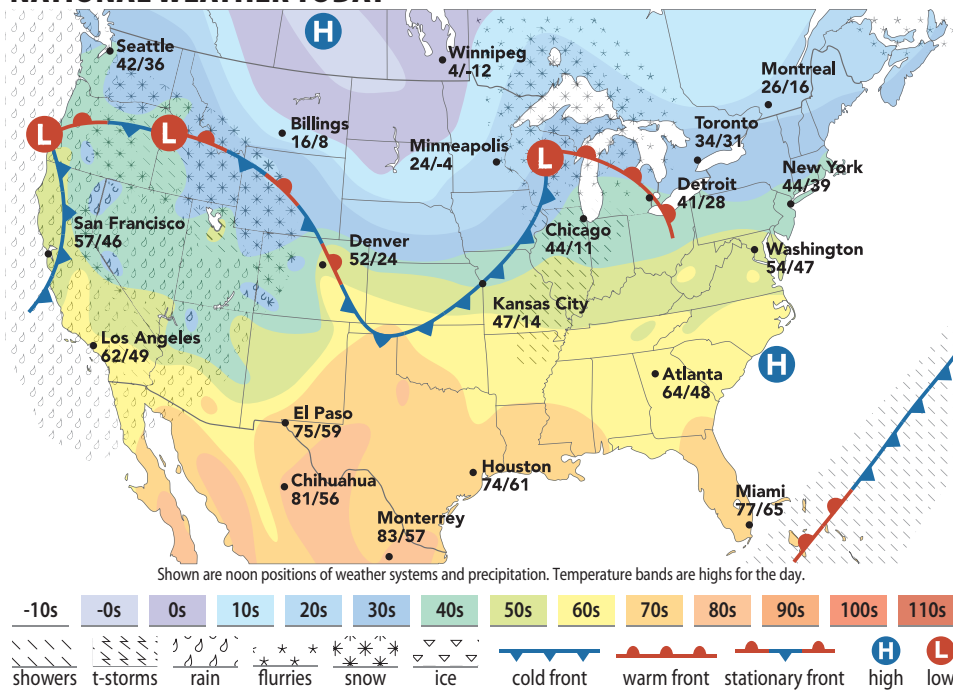 NATIONAL WEATHER TODAY
H
Seattle
42/36
Winnipeg
4/-12
Montreal
26/16
Billings
16/8
Minneapolis
24/-4
Toronto
34/31
L
L
L
New York
44/39
Detroit
41/28
San Francisco
57/46
Chicago
44/11
Denver
52/24
Washington
54/47
Kansas City
47/14
Los Angeles
62/49
H
Atlanta
64/48
El Paso
75/59
Houston
74/61
Chihuahua
81/56
Miami
77/65
Monterrey
83/57
Shown are noon positions of weather systems and precipitation. Temperature bands are highs for the day.
-10s -0s 0s 10s 20s 30s 40s 50s 60s 70s 80s 90s 100s 110s
H L
showers t-storms rain flurries snow ice cold front warm front stationary front high low